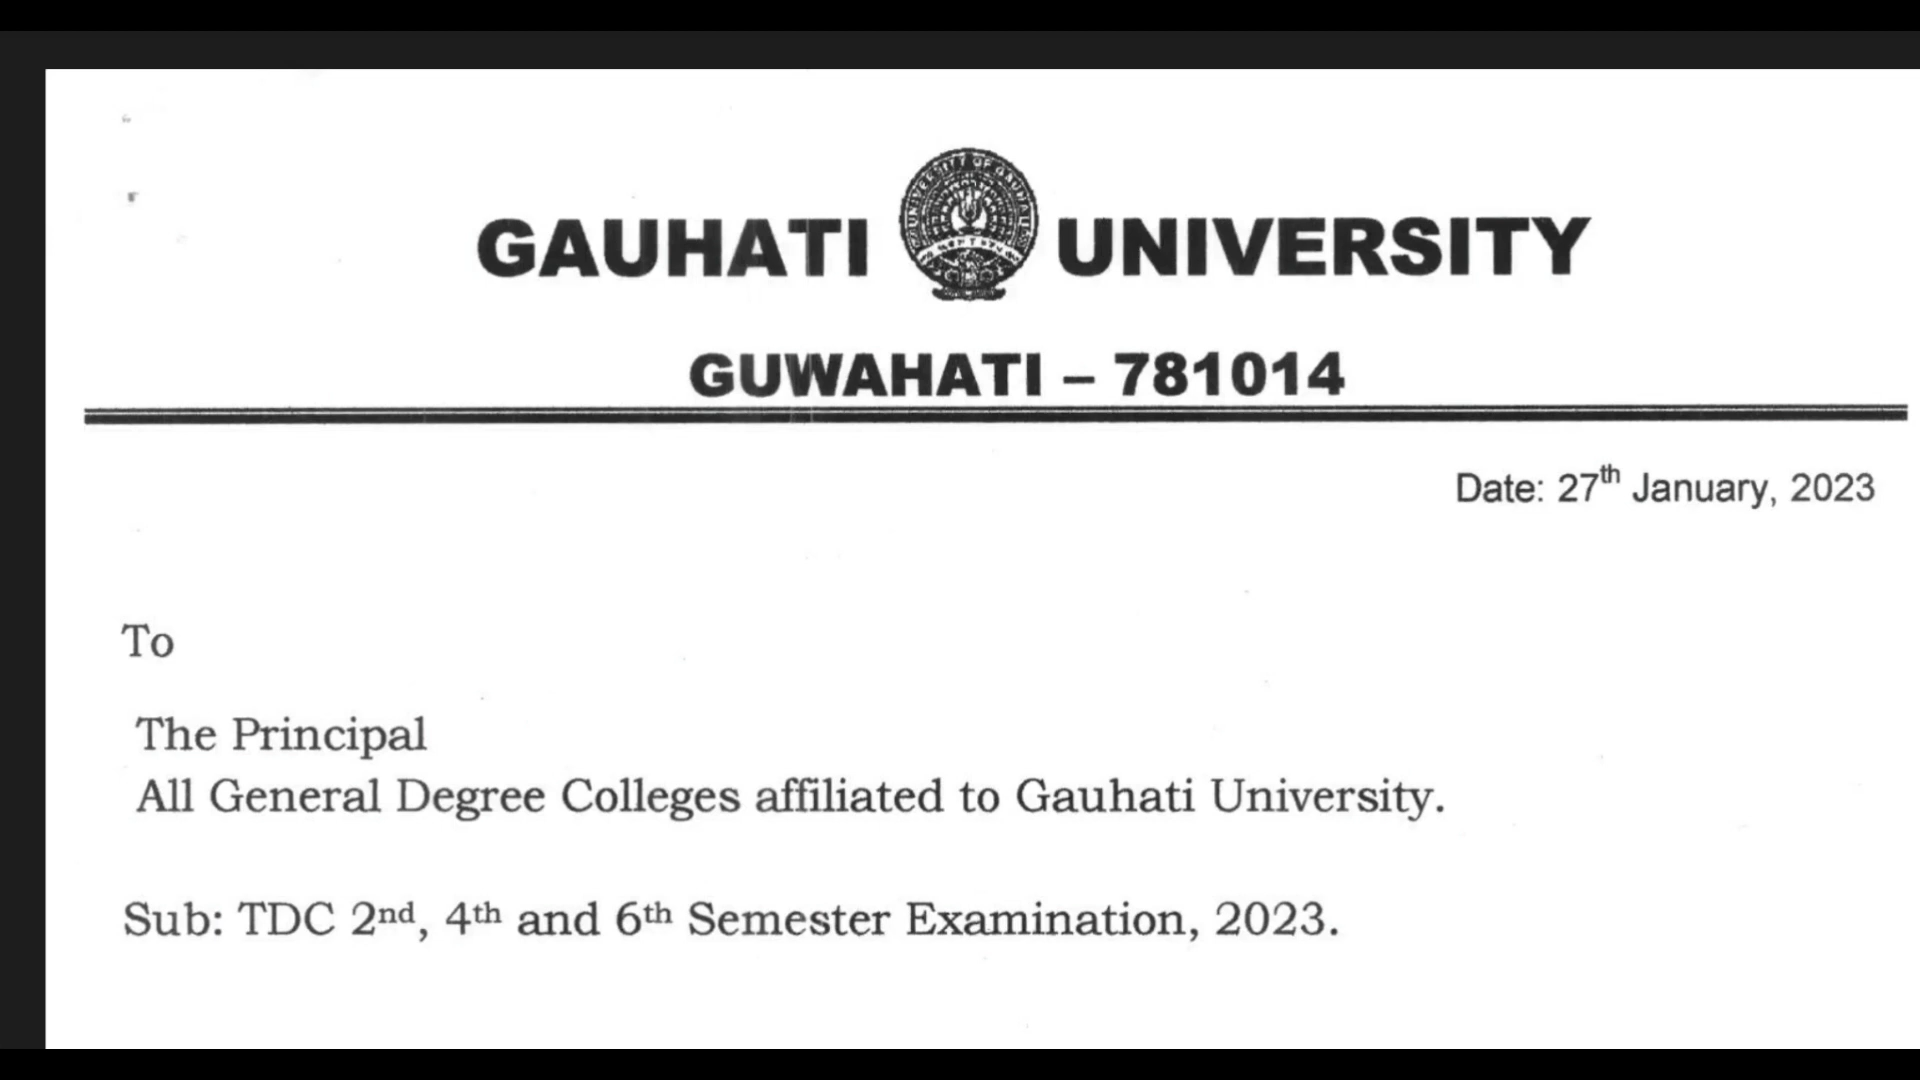 GAUHATI UNIVERSITY
GUWAHATI – 781014
Date: 27th January, 2023
To
The Principal
All General Degree Colleges affiliated to Gauhati University.
Sub: TDC 2nd, 4th and 6th Semester Examination, 2023.